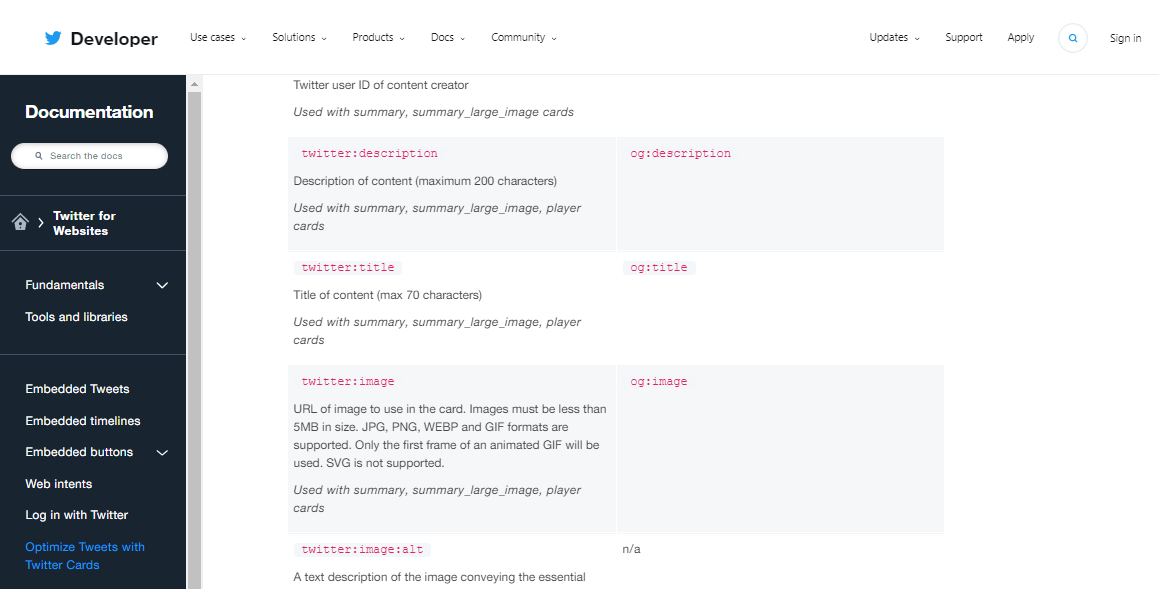 Developer
Use cases
Solutions
Products
Docs
Community
Updates
Support
Apply
Sign in
Documentation
Search the docs
Twitter for
Websites
Fundamentals
Tools and libraries
Embedded Tweets
Embedded timelines
Embedded buttons
Web intents
Log in with Twitter
Optimize Tweets with
Twitter Cards
Twitter user ID of content creator
Used with summary, summary_large_image cards
twitter:description
og:description
Description of content (maximum 200 characters)
Used with summary, summary_large_image, player
cards
twitter:title
og:title
Title of content (max 70 characters)
Used with summary, summary_large_image, player
cards
twitter:image
og:image
URL of image to use in the card. Images must be less than
5MB in size. JPG, PNG, WEBP and GIF formats are
supported. Only the first frame of an animated GIF will be
used. SVG is not supported.
Used with summary, summary_large_image, player
cards
twitter:image:alt
n/a
A text description of the image conveying the essential